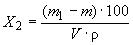 X₂ = (m₁ − m) · 100 / V · ρ